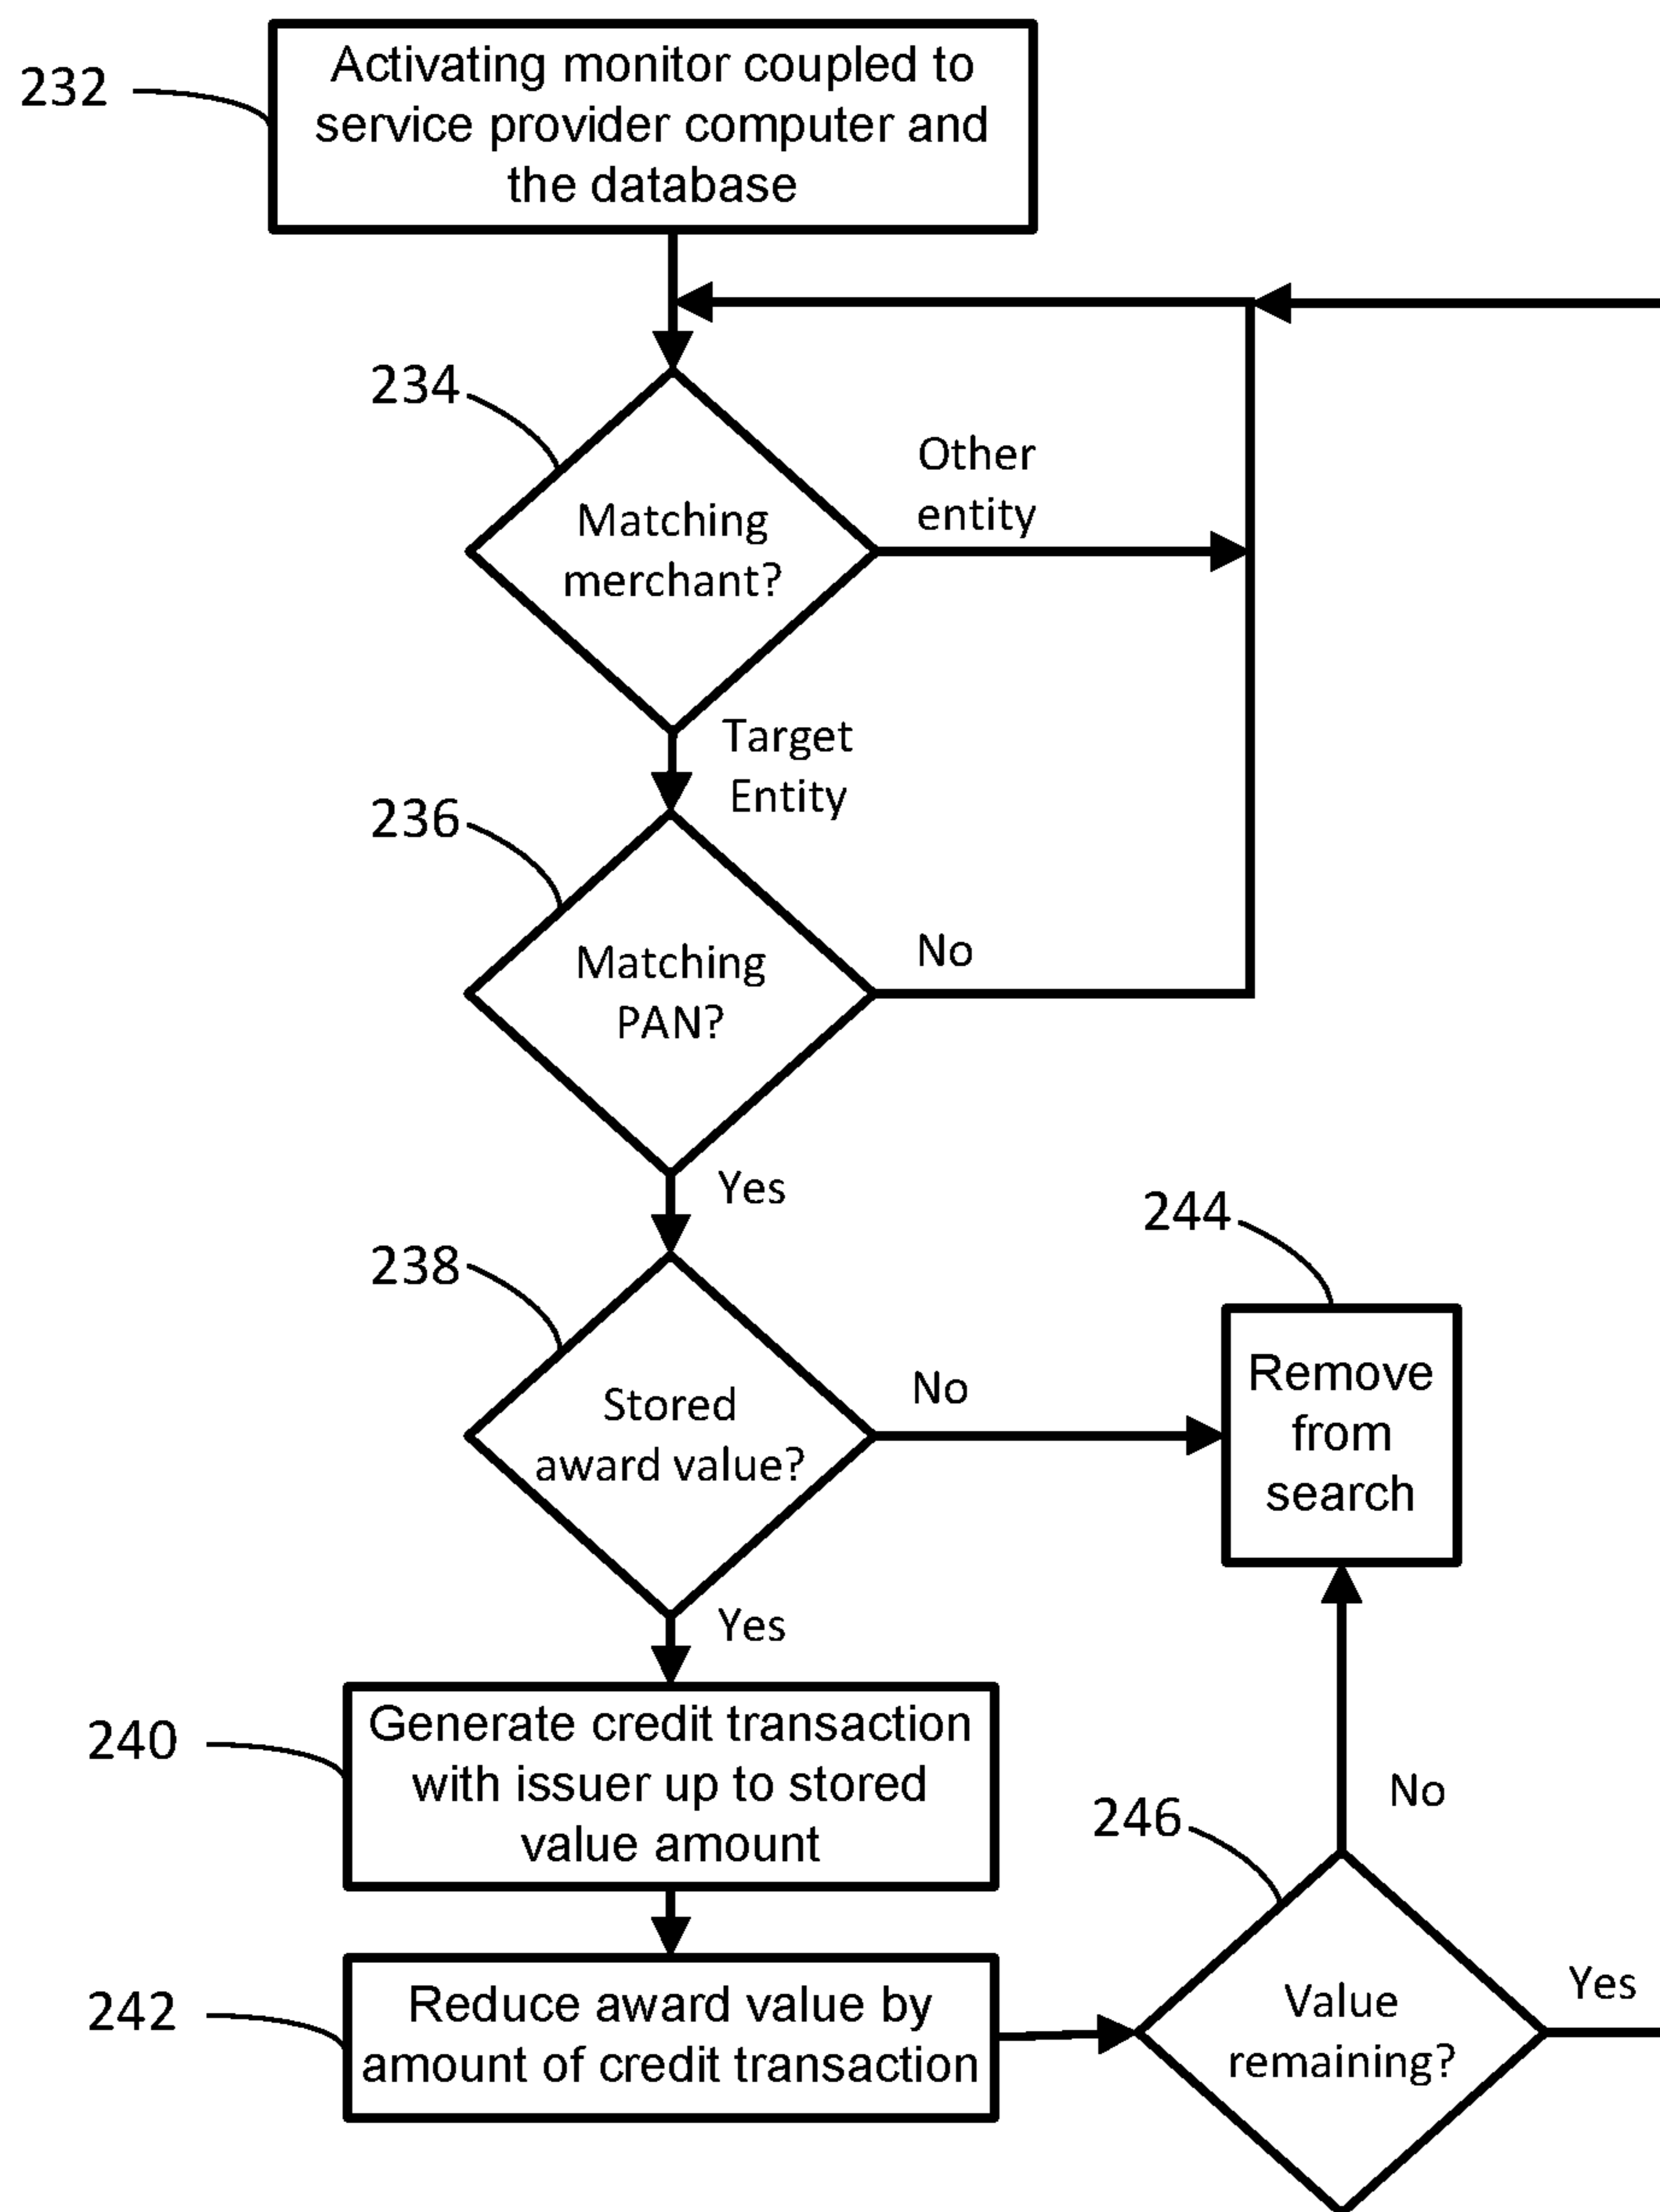 232
Activating monitor coupled to
service provider computer and
the database
234
Matching
merchant?
Other
entity
Target
Entity
236
Matching
PAN?
No
Yes
238
Stored
award value?
No
244
Remove
from
search
Yes
240
Generate credit transaction
with issuer up to stored
value amount
242
Reduce award value by
amount of credit transaction
246
Value
remaining?
No
Yes